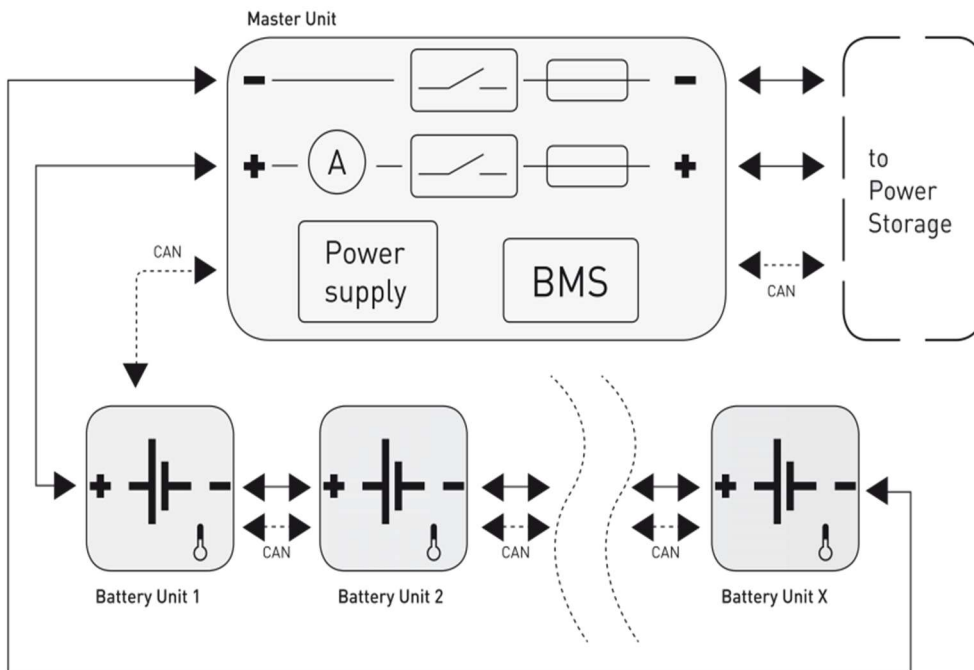 Master Unit
A
Power
supply
BMS
to
Power
Storage
CAN
CAN
CAN
CAN
CAN
Battery Unit 1
Battery Unit 2
Battery Unit X